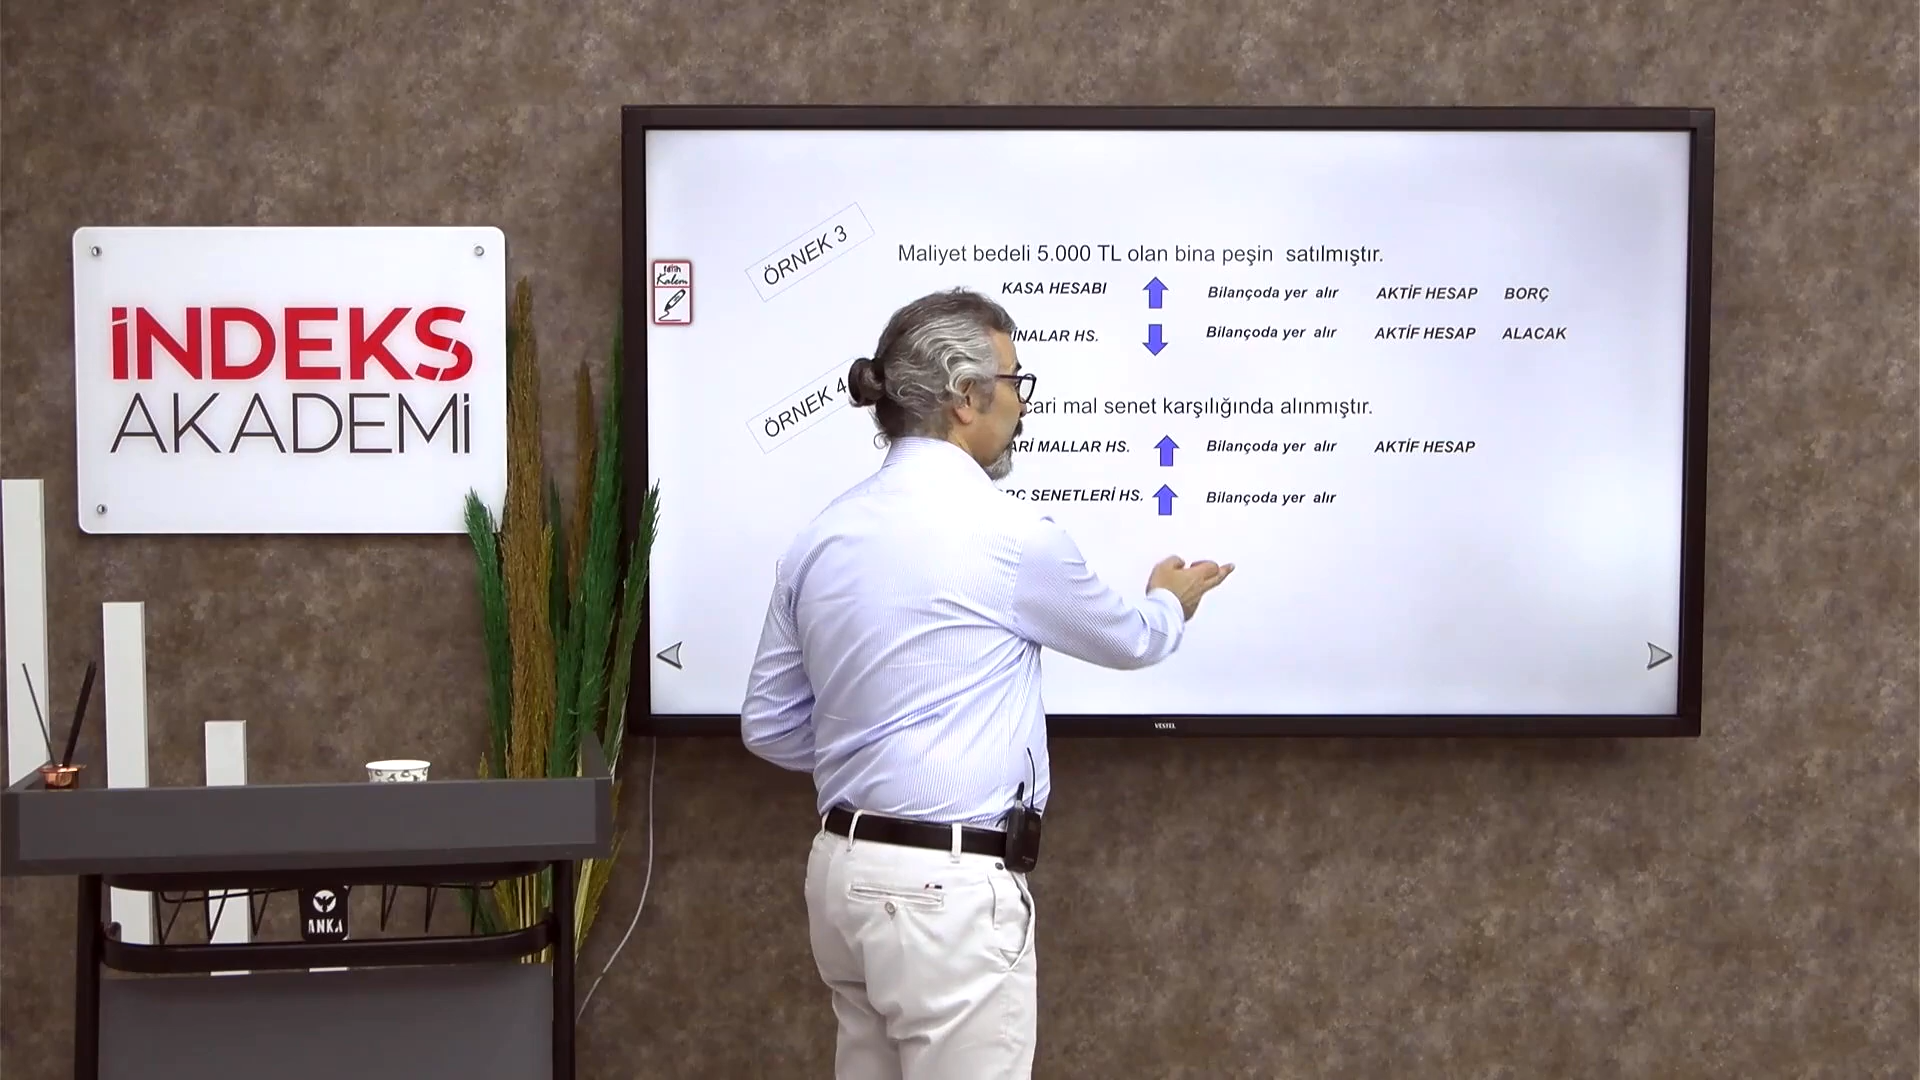 İNDEKS
AKADEMİ
ÖRNEK 3
Maliyet bedeli 5.000 TL olan bina peşin satılmıştır.
fatih
Kalem
KASA HESABI Bilançoda yer alır AKTİF HESAP BORÇ
İNALAR HS. Bilançoda yer alır AKTİF HESAP ALACAK
ÖRNEK 4
cari mal senet karşılığında alınmıştır.
ARİ MALLAR HS. Bilançoda yer alır AKTİF HESAP
RÇ SENETLERİ HS. Bilançoda yer alır
VESTEL
ANKA